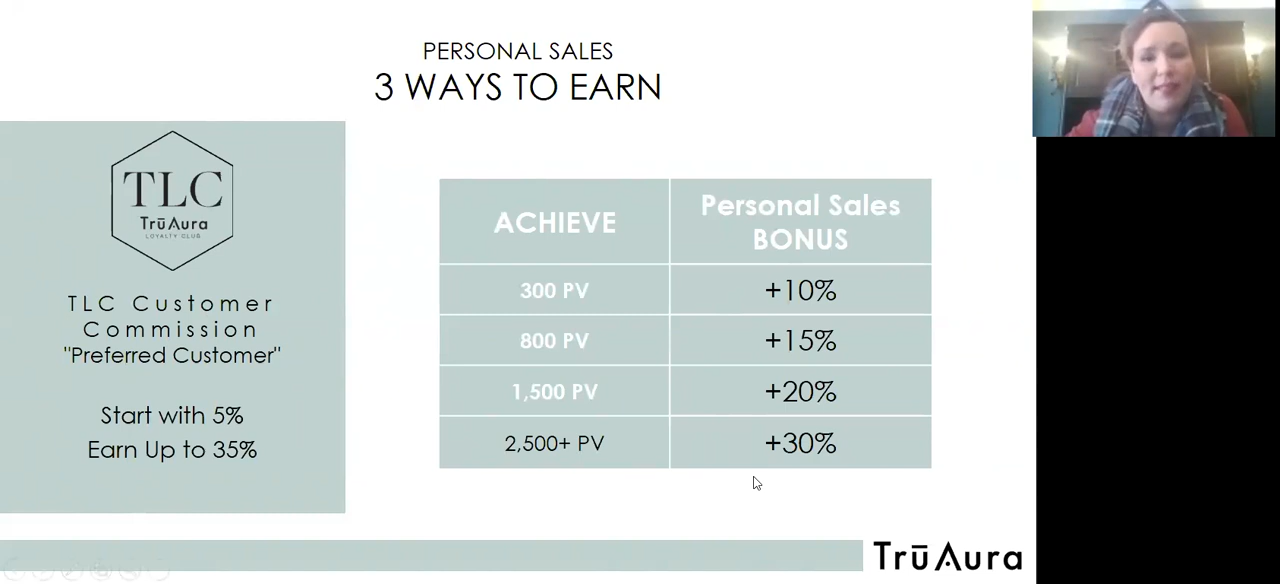 PERSONAL SALES
3 WAYS TO EARN
TLC
TrūAura
LOYALTY CLUB
TLC Customer
Commission
"Preferred Customer"
Start with 5%
Earn Up to 35%
ACHIEVE
Personal Sales
BONUS
300 PV
+10%
800 PV
+15%
1,500 PV
+20%
2,500+ PV
+30%
TrūAura